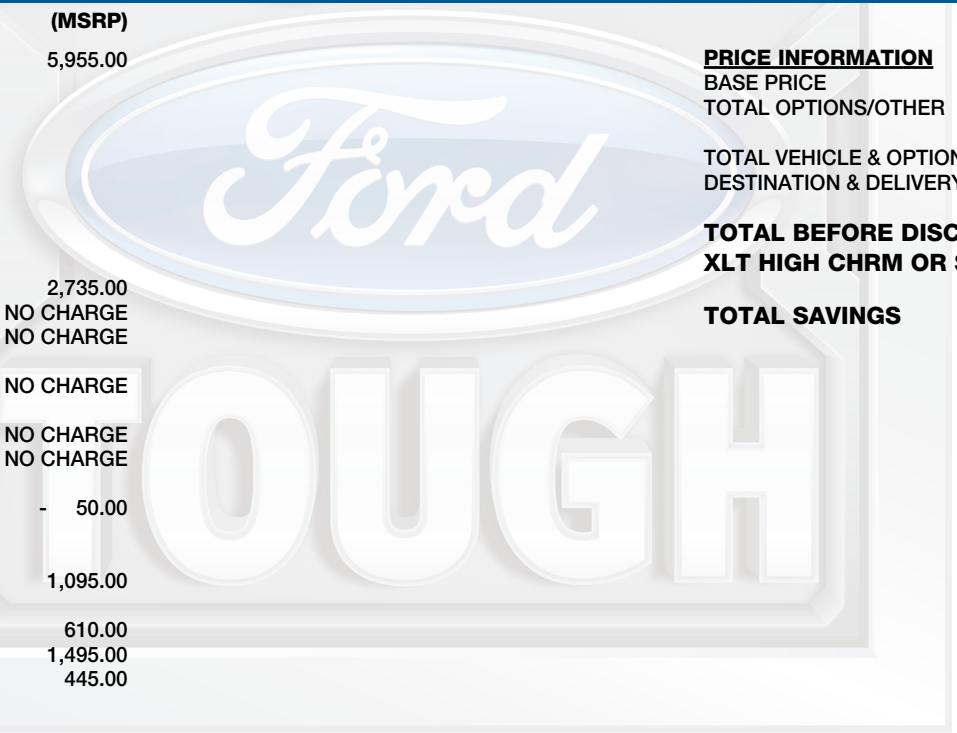 (MSRP)
5,955.00
2,735.00
NO CHARGE
NO CHARGE
NO CHARGE
NO CHARGE
NO CHARGE
- 50.00
1,095.00
610.00
1,495.00
445.00
PRICE INFORMATION
BASE PRICE
TOTAL OPTIONS/OTHER
TOTAL VEHICLE & OPTION
DESTINATION & DELIVERY
TOTAL BEFORE DISC
XLT HIGH CHRM OR S
TOTAL SAVINGS
Ford
TOUGH